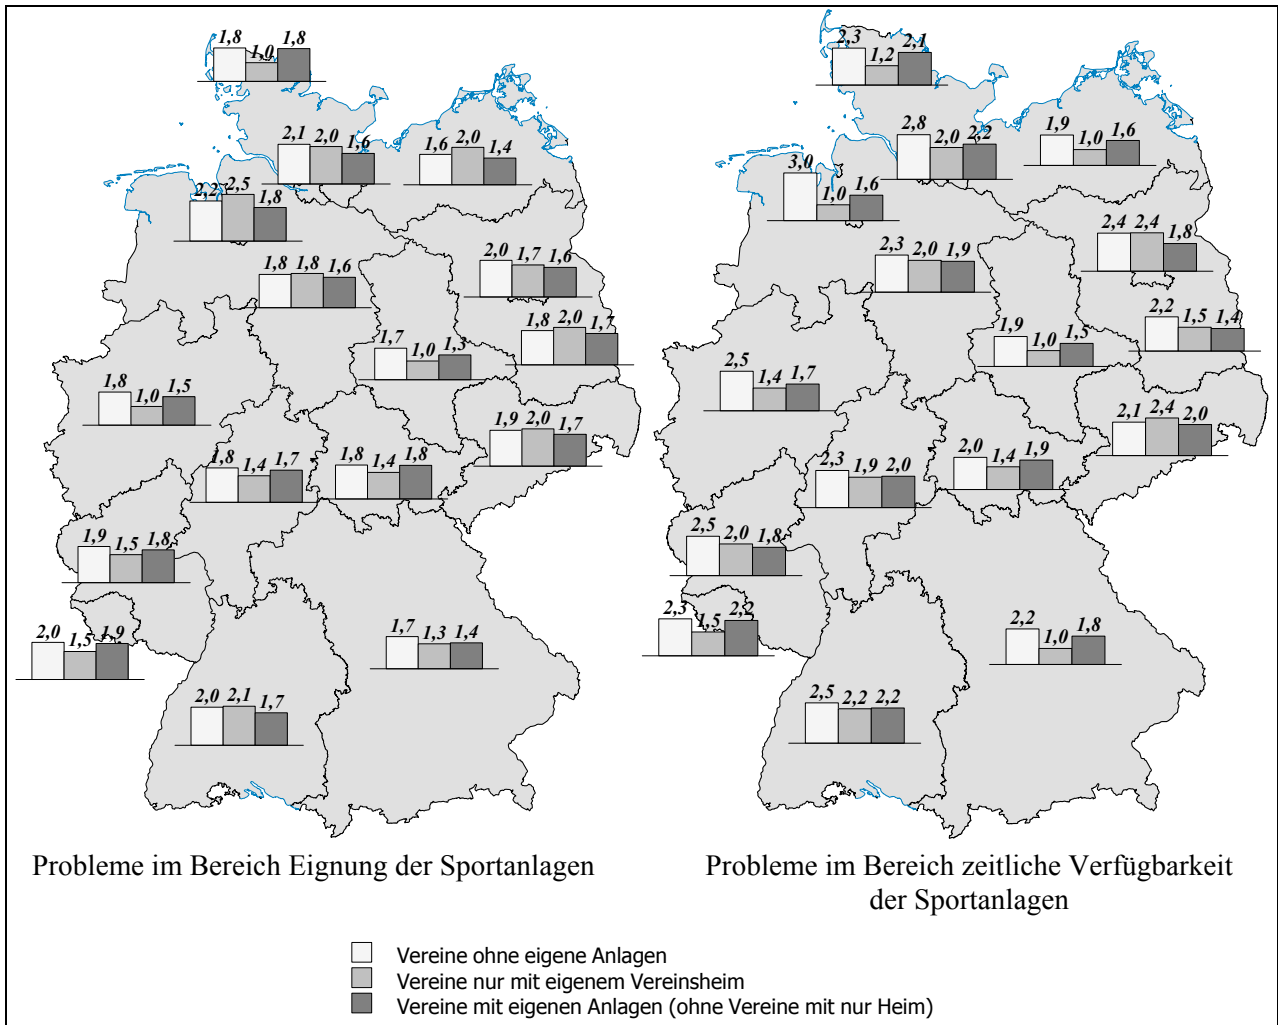 1,8 1,0 1,8
2,1 2,0 1,6
1,6 2,0 1,4
2,2 2,5 1,8
2,0 1,7 1,6
1,8 1,8 1,6
1,8 2,0 1,7
1,7 1,0 1,3
1,8 1,0 1,5
1,9 2,0 1,7
1,8 1,4 1,7
1,8 1,4 1,8
1,9 1,5 1,8
2,0 1,5 1,9
1,7 1,3 1,4
2,0 2,1 1,7
Probleme im Bereich Eignung der Sportanlagen
2,3 1,2 2,1
2,8 2,0 2,2
1,9 1,0 1,6
3,0 1,0 1,6
2,4 2,4 1,8
2,3 2,0 1,9
2,2 1,5 1,4
1,9 1,0 1,5
2,5 1,4 1,7
2,1 2,4 2,0
2,3 1,9 2,0
2,0 1,4 1,9
2,5 2,0 1,8
2,3 1,5 2,2
2,2 1,0 1,8
2,5 2,2 2,2
Probleme im Bereich zeitliche Verfügbarkeit
der Sportanlagen
Vereine ohne eigene Anlagen
Vereine nur mit eigenem Vereinsheim
Vereine mit eigenen Anlagen (ohne Vereine mit nur Heim)